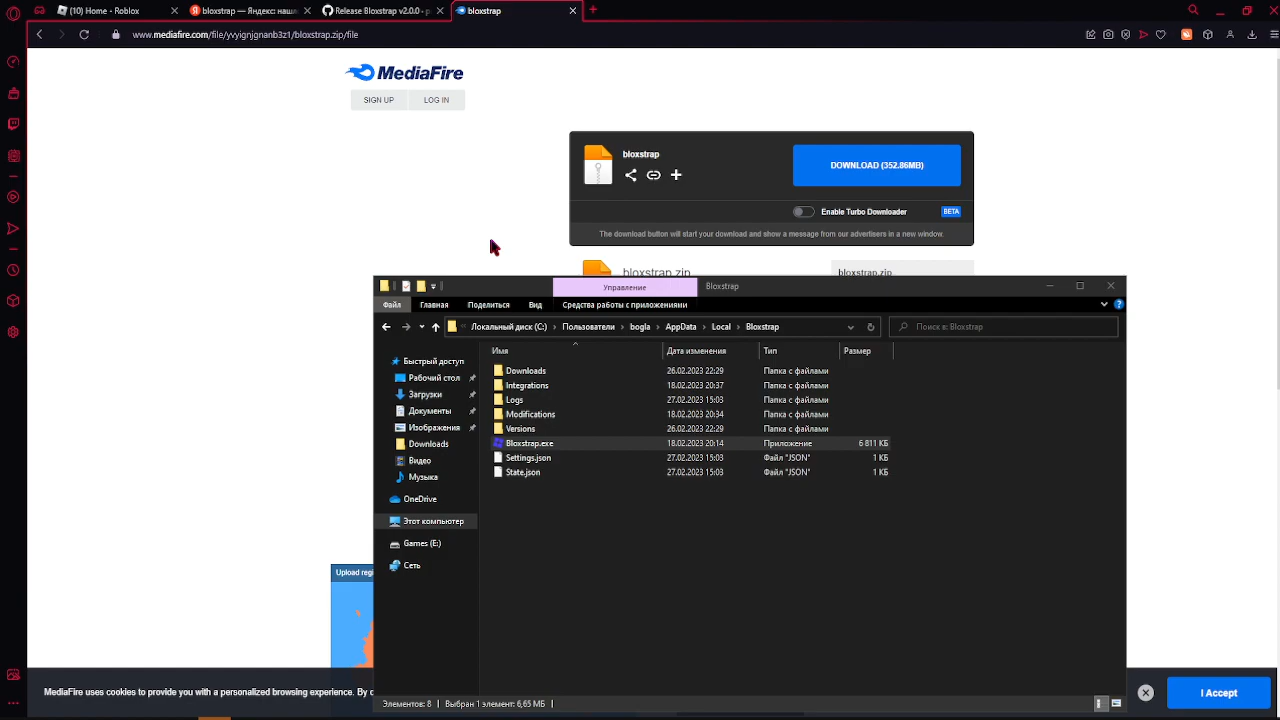 (10) Home - Roblox
bloxstrap — Яндекс: наш
Release Bloxstrap v2.0.0 - p
bloxstrap
www.mediafire.com/file/yvyignjgnanb3z1/bloxstrap.zip/file
MediaFire
SIGN UP
LOG IN
bloxstrap
DOWNLOAD (352.86MB)
Enable Turbo Downloader
BETA
The download button will start your download and show a message from our advertisers in a new window.
bloxstrap.zip
bloxstrap.zip
Управление
Bloxstrap
Файл
Главная
Поделиться
Вид
Средства работы с приложениями
Локальный диск (C:) › Пользователи › bogla › AppData › Local › Bloxstrap
Поиск в: Bloxstrap
Имя Дата изменения Тип Размер
Downloads 26.02.2023 22:29 Папка с файлами
Integrations 18.02.2023 20:37 Папка с файлами
Logs 27.02.2023 15:03 Папка с файлами
Modifications 18.02.2023 20:34 Папка с файлами
Versions 26.02.2023 22:29 Папка с файлами
Bloxstrap.exe 18.02.2023 20:14 Приложение 6 811 КБ
Settings.json 27.02.2023 15:03 Файл "JSON" 1 КБ
State.json 27.02.2023 15:03 Файл "JSON" 1 КБ
Быстрый доступ
Рабочий стол
Загрузки
Документы
Изображения
Downloads
Видео
Музыка
OneDrive
Этот компьютер
Games (E:)
Сеть
Upload regi
MediaFire uses cookies to provide you with a personalized browsing experience. By c
I Accept
Элементов: 8
Выбран 1 элемент: 6,65 МБ